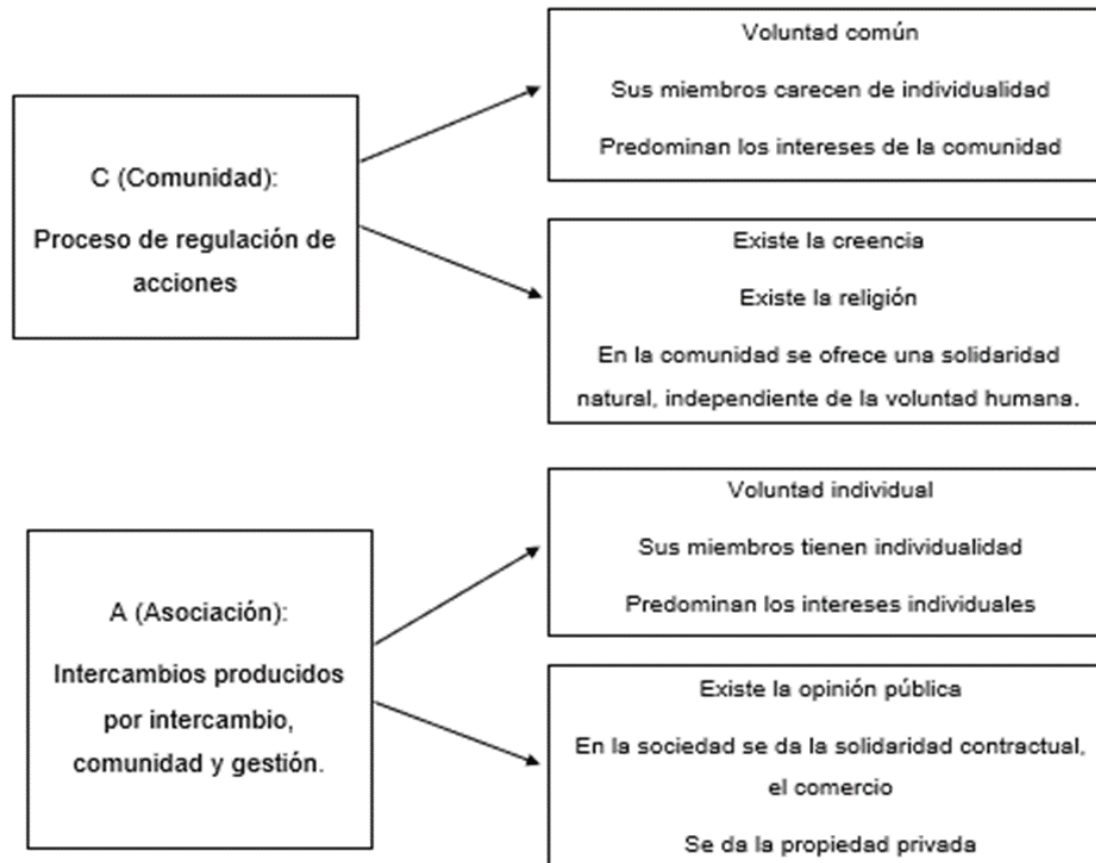 C (Comunidad):
Proceso de regulación de
acciones
Voluntad común
Sus miembros carecen de individualidad
Predominan los intereses de la comunidad
Existe la creencia
Existe la religión
En la comunidad se ofrece una solidaridad
natural, independiente de la voluntad humana.
A (Asociación):
Intercambios producidos
por intercambio,
comunidad y gestión.
Voluntad individual
Sus miembros tienen individualidad
Predominan los intereses individuales
Existe la opinión pública
En la sociedad se da la solidaridad contractual,
el comercio
Se da la propiedad privada